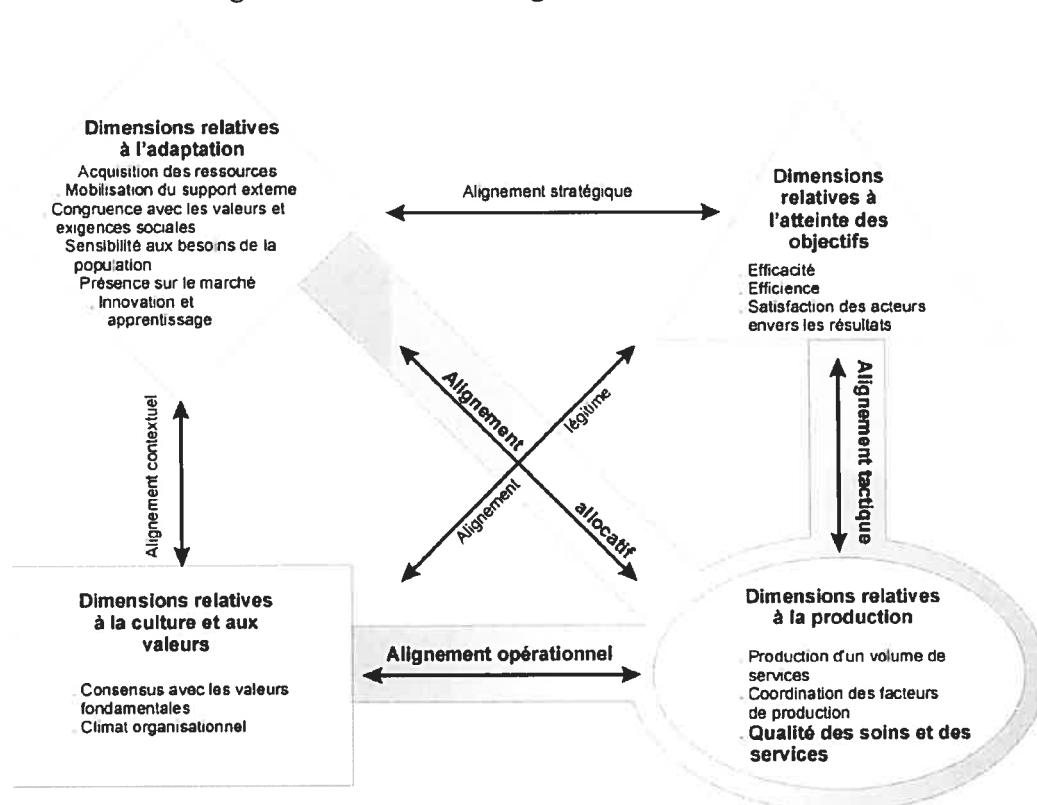 Dimensions relatives
à l'adaptation
Acquisition des ressources
Mobilisation du support externe
Congruence avec les valeurs et
exigences sociales
Sensibilité aux besoins de la
population
Présence sur le marché
Innovation et
apprentissage
Alignement stratégique
Dimensions
relatives à
l'atteinte des
objectifs
Efficacité
Efficience
Satisfaction des acteurs
envers les résultats
Alignement contextuel
Alignement
allocatif
Alignement
légitime
Alignement tactique
Dimensions relatives
à la culture et aux
valeurs
Consensus avec les valeurs
fondamentales
Climat organisationnel
Alignement opérationnel
Dimensions relatives
à la production
Production d'un volume de
services
Coordination des facteurs
de production
Qualité des soins et des
services